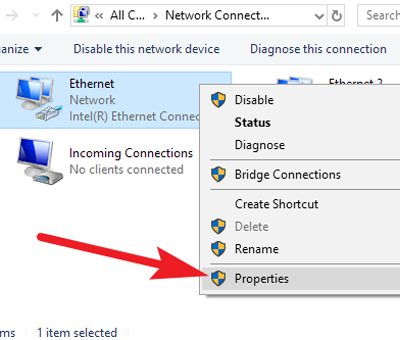 « All C... › Network Connect...
Search
anize Disable this network device Diagnose this connection
Ethernet
Network
Intel(R) Ethernet Connec
Ethernet 2
Incoming Connections
No clients connected
Disable
Status
Diagnose
Bridge Connections
Create Shortcut
Delete
Rename
Properties
ms 1 item selected